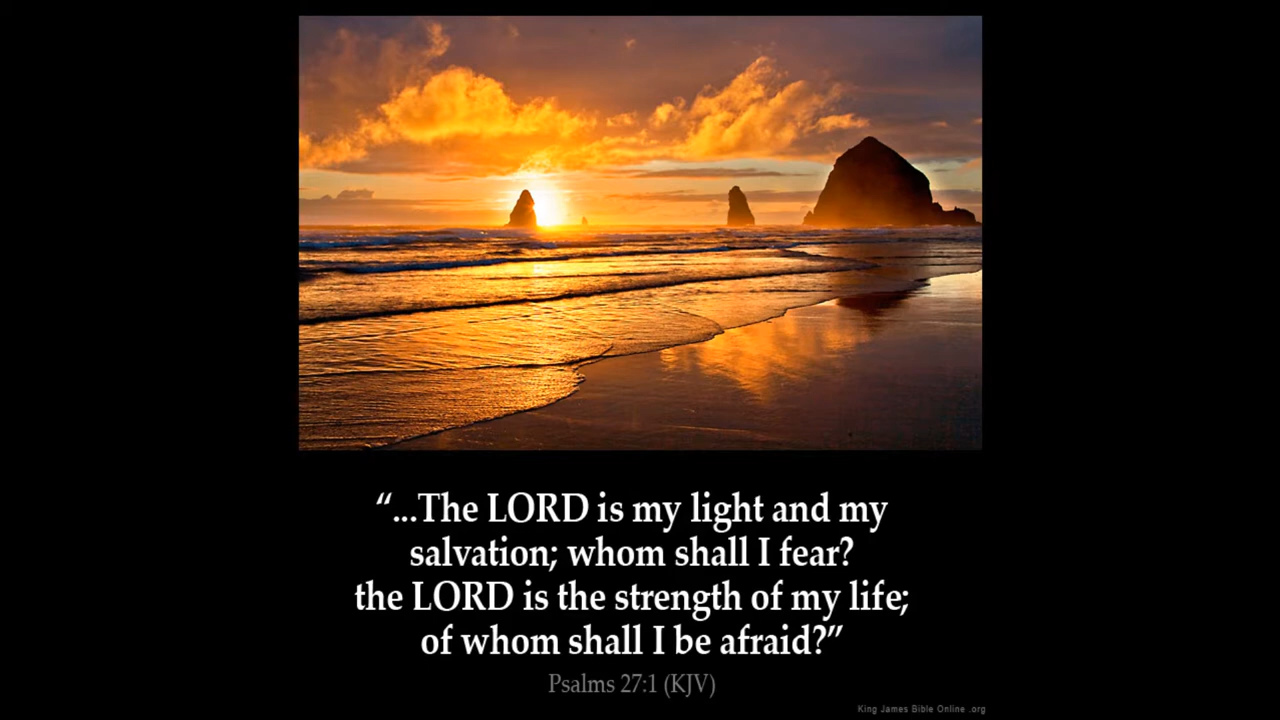 “...The LORD is my light and my
salvation; whom shall I fear?
the LORD is the strength of my life;
of whom shall I be afraid?”
Psalms 27:1 (KJV)
King James Bible Online .org